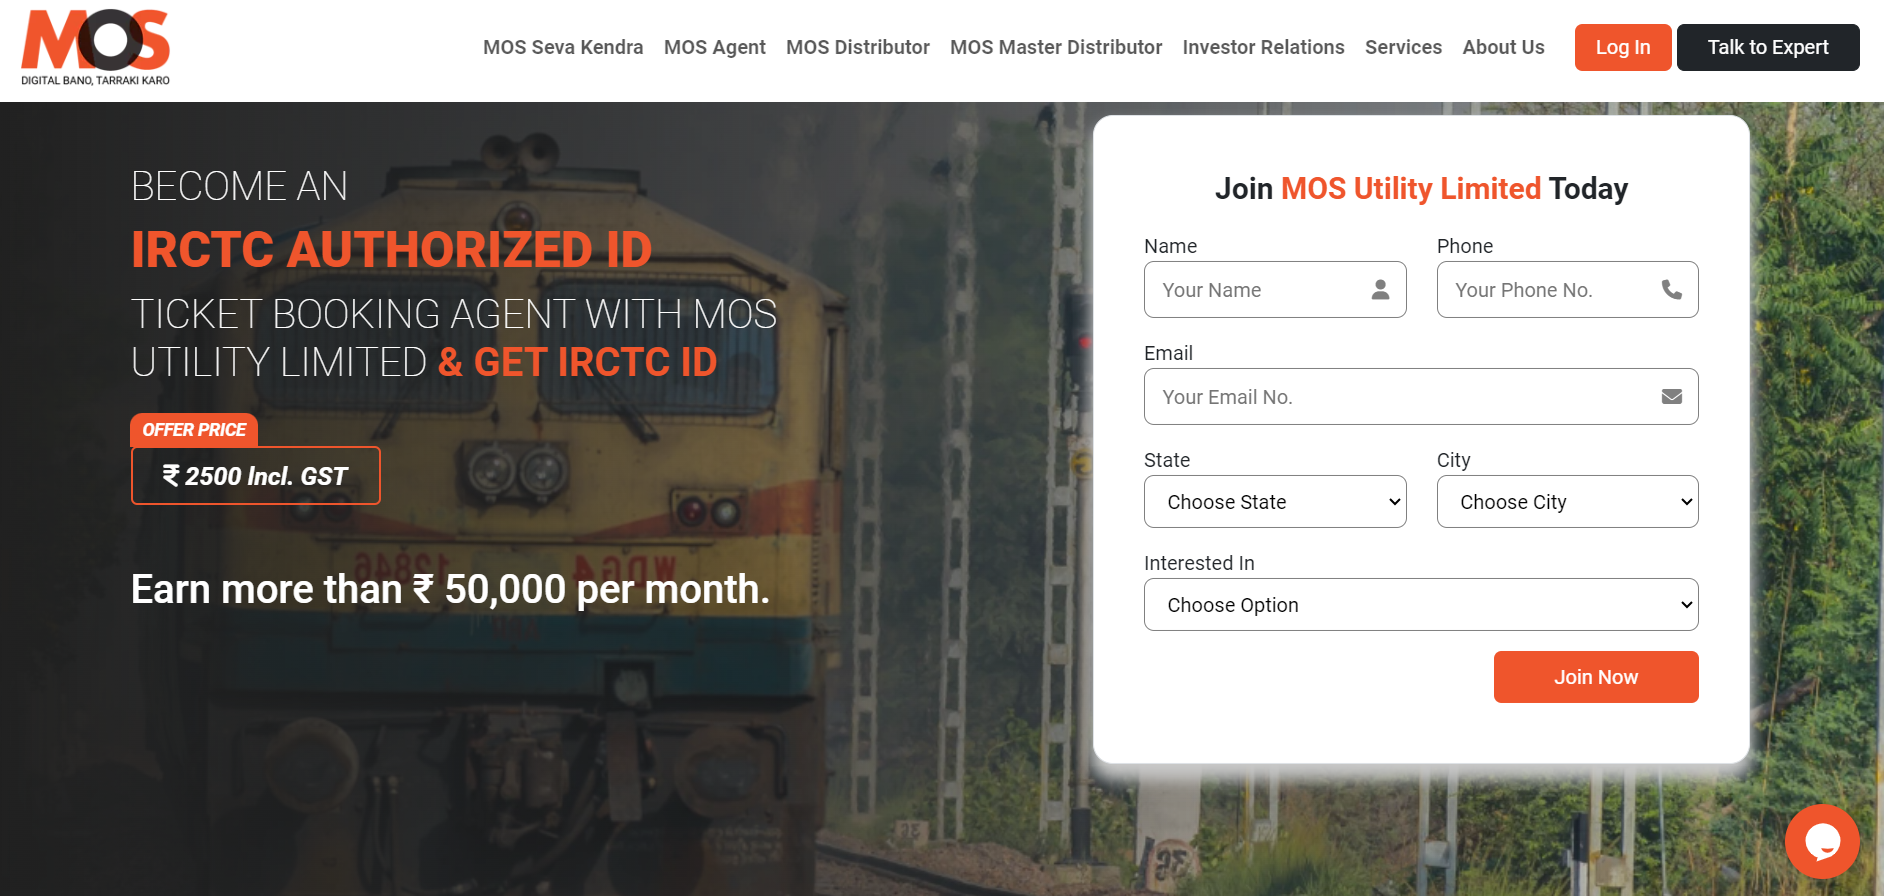 MOS
DIGITAL BANO, TARRAKI KARO
MOS Seva Kendra MOS Agent MOS Distributor MOS Master Distributor Investor Relations Services About Us Log In Talk to Expert
BECOME AN
IRCTC AUTHORIZED ID
TICKET BOOKING AGENT WITH MOS
UTILITY LIMITED & GET IRCTC ID
OFFER PRICE
₹ 2500 Incl. GST
12846 WDG4
Earn more than ₹ 50,000 per month.
Join MOS Utility Limited Today
Name Phone
Your Name Your Phone No.
Email
Your Email No.
State City
Choose State Choose City
Interested In
Choose Option
Join Now